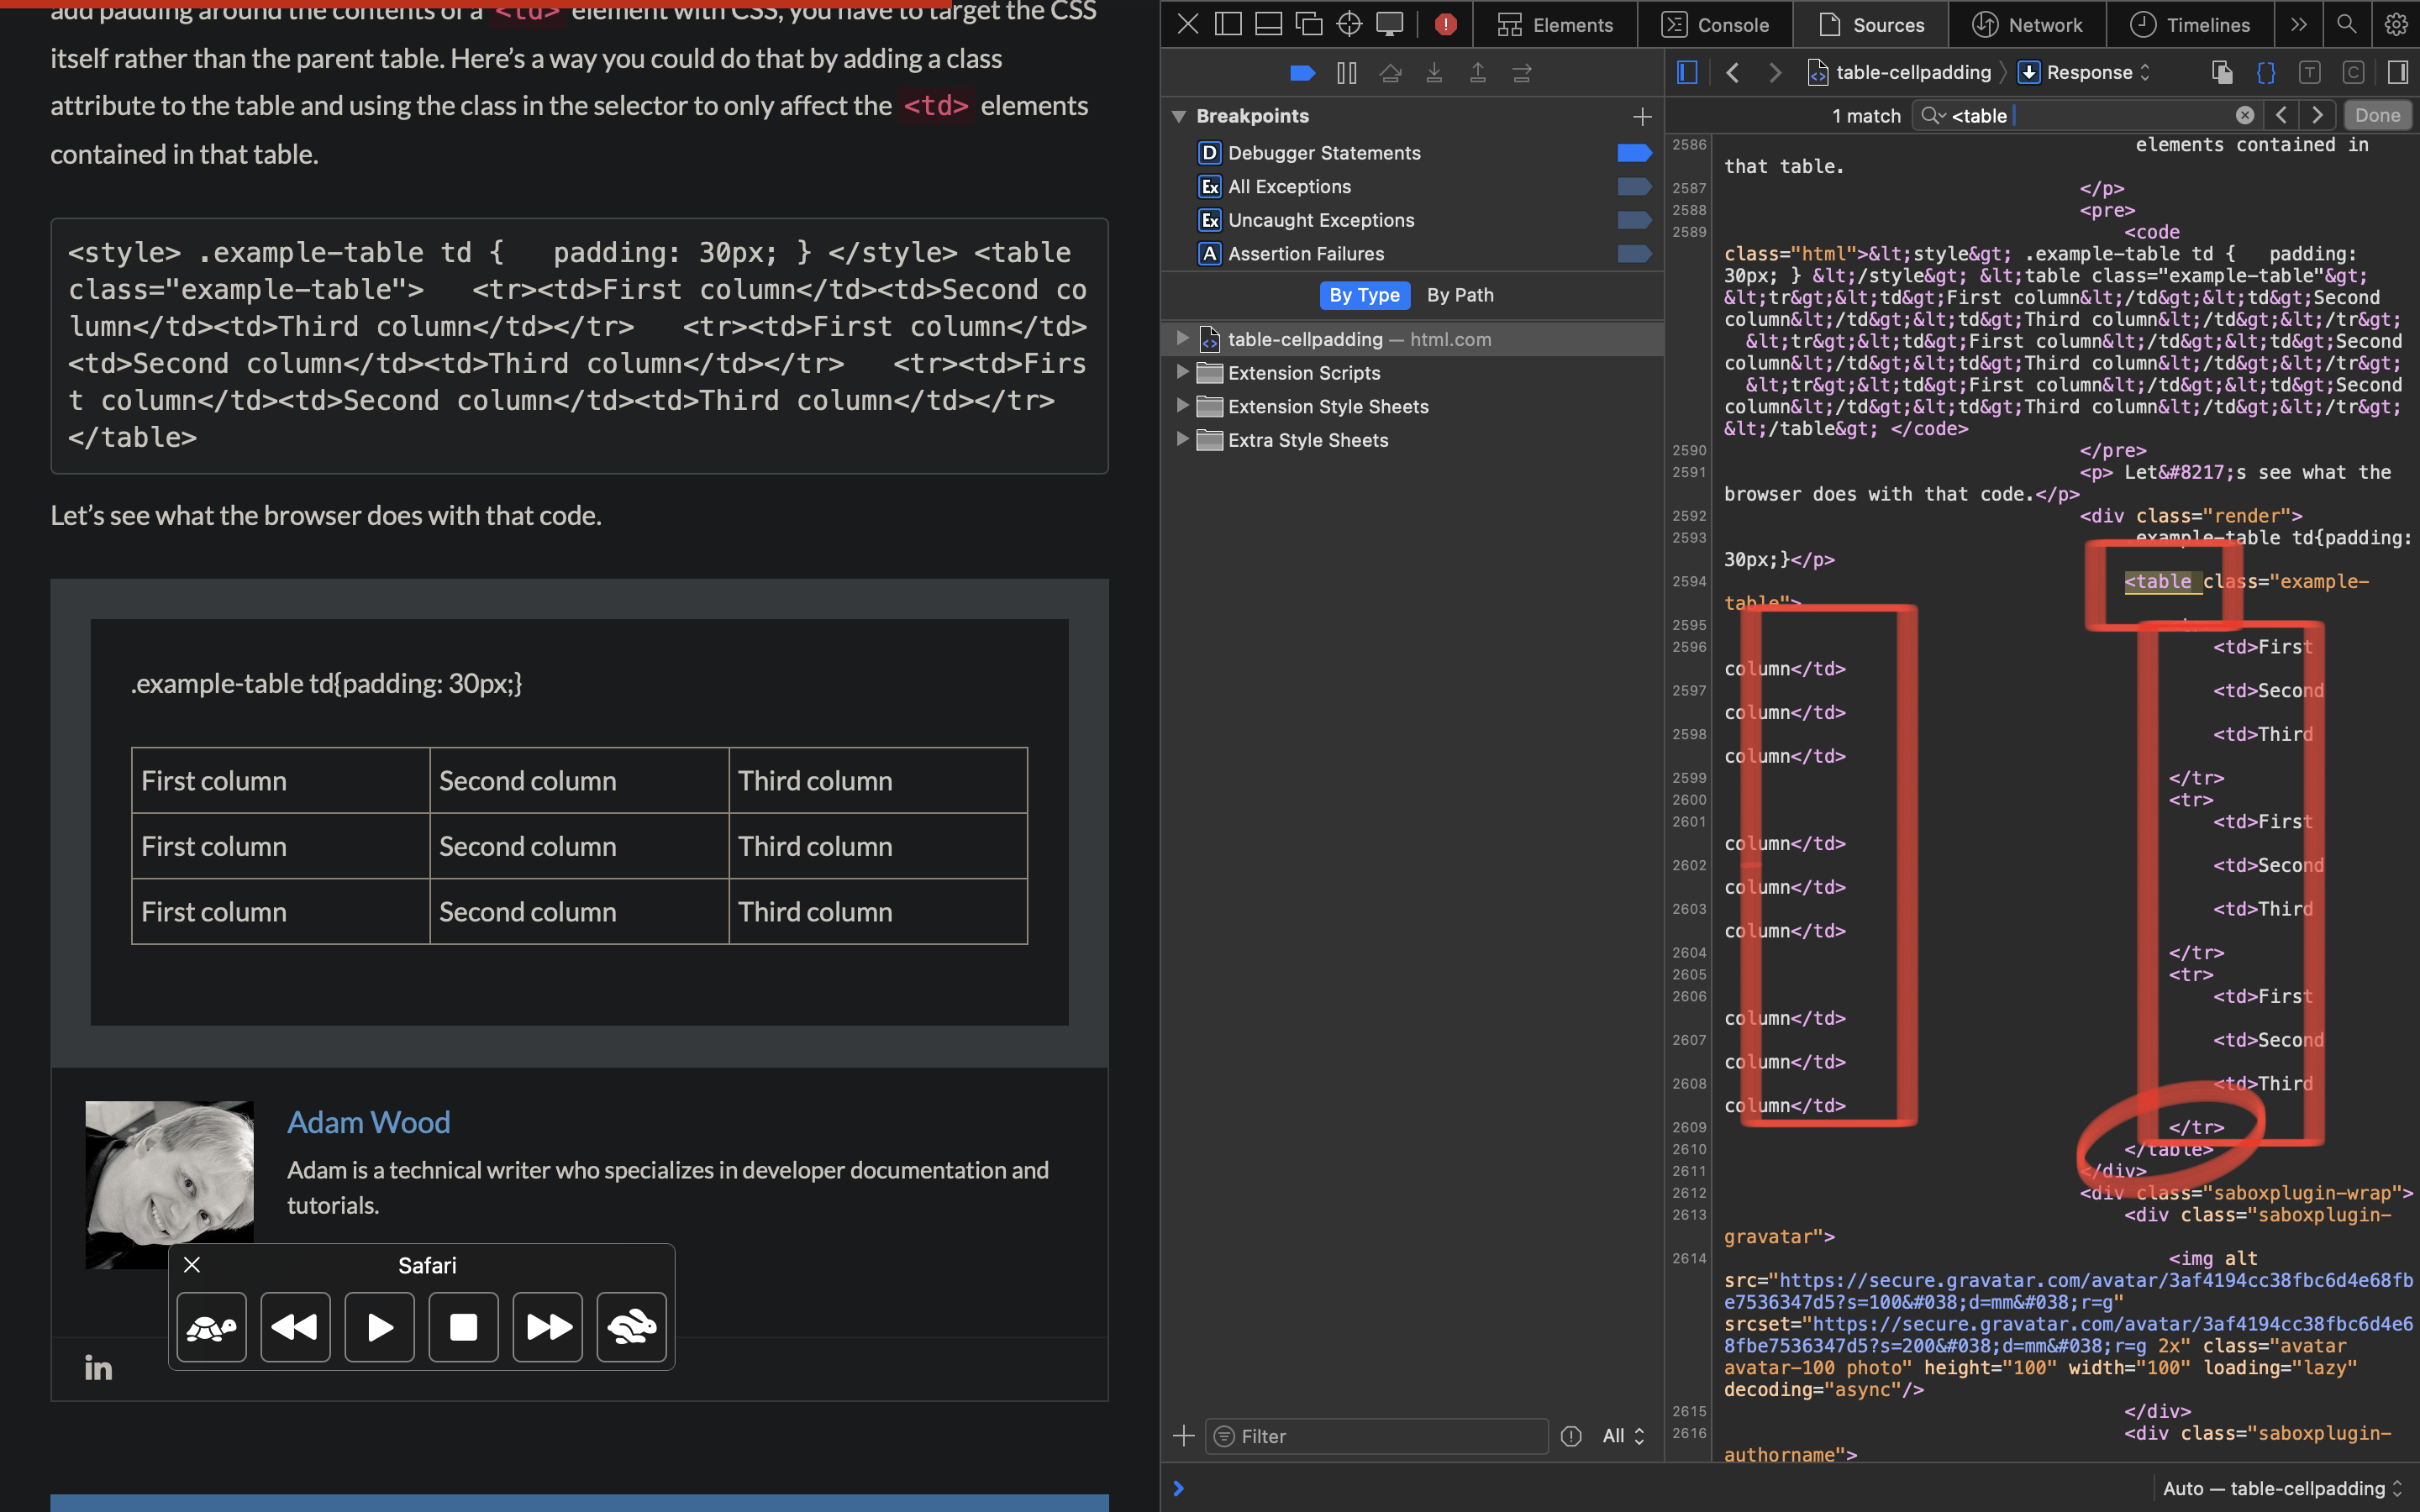 add padding around the contents of a <td> element with CSS, you have to target the CSS
itself rather than the parent table. Here’s a way you could do that by adding a class
attribute to the table and using the class in the selector to only affect the <td> elements
contained in that table.
<style> .example-table td {   padding: 30px; } </style> <table
class="example-table">   <tr><td>First column</td><td>Second co
lumn</td><td>Third column</td></tr>   <tr><td>First column</td>
<td>Second column</td><td>Third column</td></tr>   <tr><td>Firs
t column</td><td>Second column</td><td>Third column</td></tr>
</table>
Let’s see what the browser does with that code.
.example-table td{padding: 30px;}
First column Second column Third column
First column Second column Third column
First column Second column Third column
Adam Wood
Adam is a technical writer who specializes in developer documentation and
tutorials.
Safari
in
Elements Console Sources Network Timelines
Breakpoints
D Debugger Statements
Ex All Exceptions
Ex Uncaught Exceptions
A Assertion Failures
By Type By Path
table-cellpadding — html.com
Extension Scripts
Extension Style Sheets
Extra Style Sheets
Filter
All
table-cellpadding Response T C
1 match <table Done
2586 elements contained in
that table.
2587 </p>
2588 <pre>
2589 <code
class="html">&lt;style&gt; .example-table td {   padding:
30px; } &lt;/style&gt; &lt;table class="example-table"&gt;
&lt;tr&gt;&lt;td&gt;First column&lt;/td&gt;&lt;td&gt;Second
column&lt;/td&gt;&lt;td&gt;Third column&lt;/td&gt;&lt;/tr&gt;
&lt;tr&gt;&lt;td&gt;First column&lt;/td&gt;&lt;td&gt;Second
column&lt;/td&gt;&lt;td&gt;Third column&lt;/td&gt;&lt;/tr&gt;
&lt;tr&gt;&lt;td&gt;First column&lt;/td&gt;&lt;td&gt;Second
column&lt;/td&gt;&lt;td&gt;Third column&lt;/td&gt;&lt;/tr&gt;
&lt;/table&gt; </code>
2590 </pre>
2591 <p> Let&#8217;s see what the
browser does with that code.</p>
2592 <div class="render">
2593 example-table td{padding:
30px;}</p>
2594 <table class="example-
table">
2595
2596 <td>First
column</td>
2597 <td>Second
column</td>
2598 <td>Third
column</td>
2599 </tr>
2600 <tr>
2601 <td>First
column</td>
2602 <td>Second
column</td>
2603 <td>Third
column</td>
2604 </tr>
2605 <tr>
2606 <td>First
column</td>
2607 <td>Second
column</td>
2608 <td>Third
column</td>
2609 </tr>
2610 </table>
2611 </div>
2612 <div class="saboxplugin-wrap">
2613 <div class="saboxplugin-
gravatar">
2614 <img alt
src="https://secure.gravatar.com/avatar/3af4194cc38fbc6d4e68fb
e7536347d5?s=100&#038;d=mm&#038;r=g"
srcset="https://secure.gravatar.com/avatar/3af4194cc38fbc6d4e6
8fbe7536347d5?s=200&#038;d=mm&#038;r=g 2x" class="avatar
avatar-100 photo" height="100" width="100" loading="lazy"
decoding="async"/>
2615 </div>
2616 <div class="saboxplugin-
authorname">
Auto — table-cellpadding